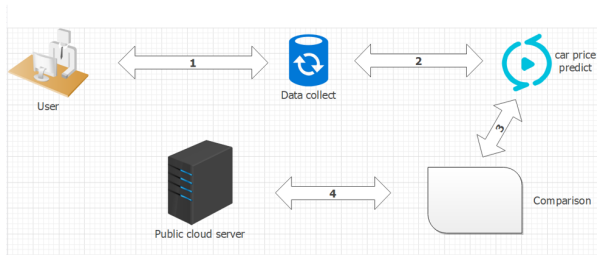 1
2
car price
predict
User
Data collect
3
4
Comparison
Public cloud server